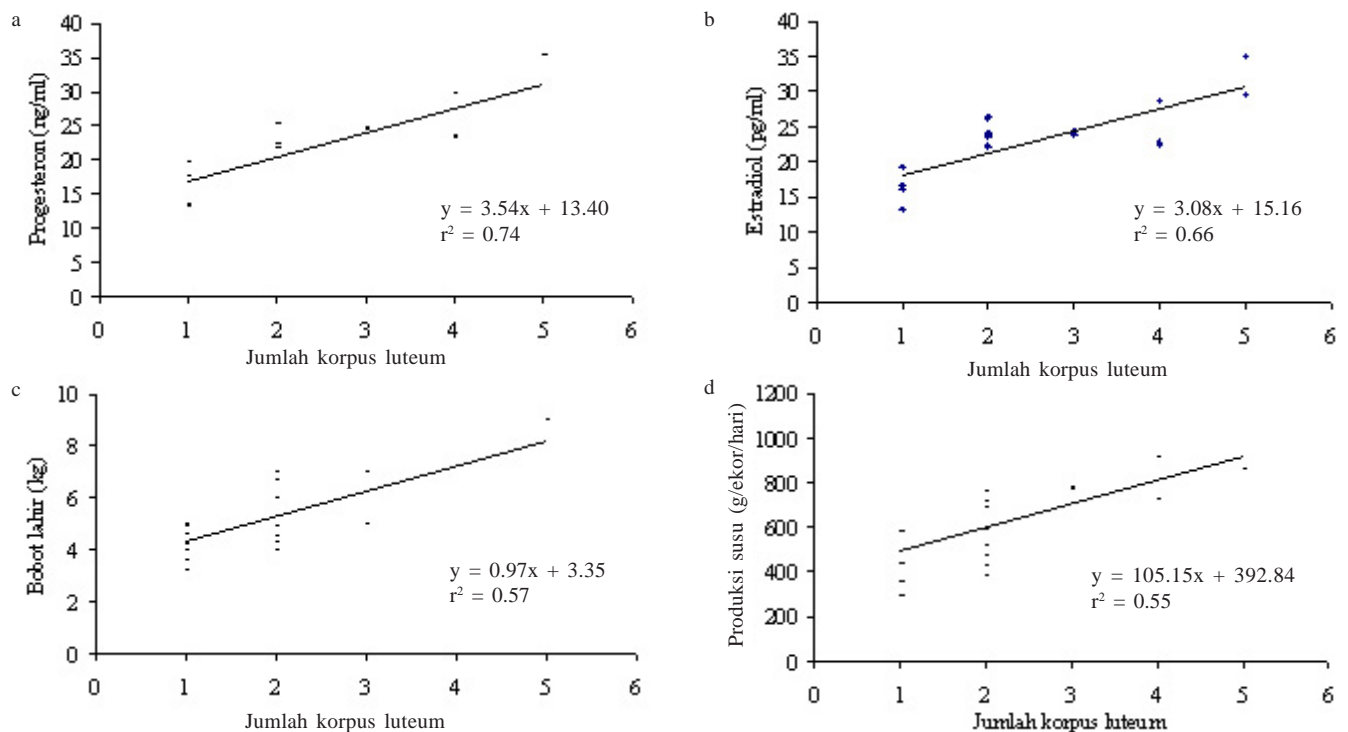 a
40
35
30
25
20
15
10
5
0
Progesteron (ng/ml)
y = 3.54x + 13.40
r² = 0.74
0 1 2 3 4 5 6
Jumlah korpus luteum
b
40
35
30
25
20
15
10
5
0
Estradiol (pg/ml)
y = 3.08x + 15.16
r² = 0.66
0 1 2 3 4 5 6
Jumlah korpus luteum
c
10
8
6
4
2
0
Bobot lahir (kg)
y = 0.97x + 3.35
r² = 0.57
0 1 2 3 4 5 6
Jumlah korpus luteum
d
1200
1000
800
600
400
200
0
Produksi susu (g/ekor/hari)
y = 105.15x + 392.84
r² = 0.55
0 1 2 3 4 5 6
Jumlah korpus luteum